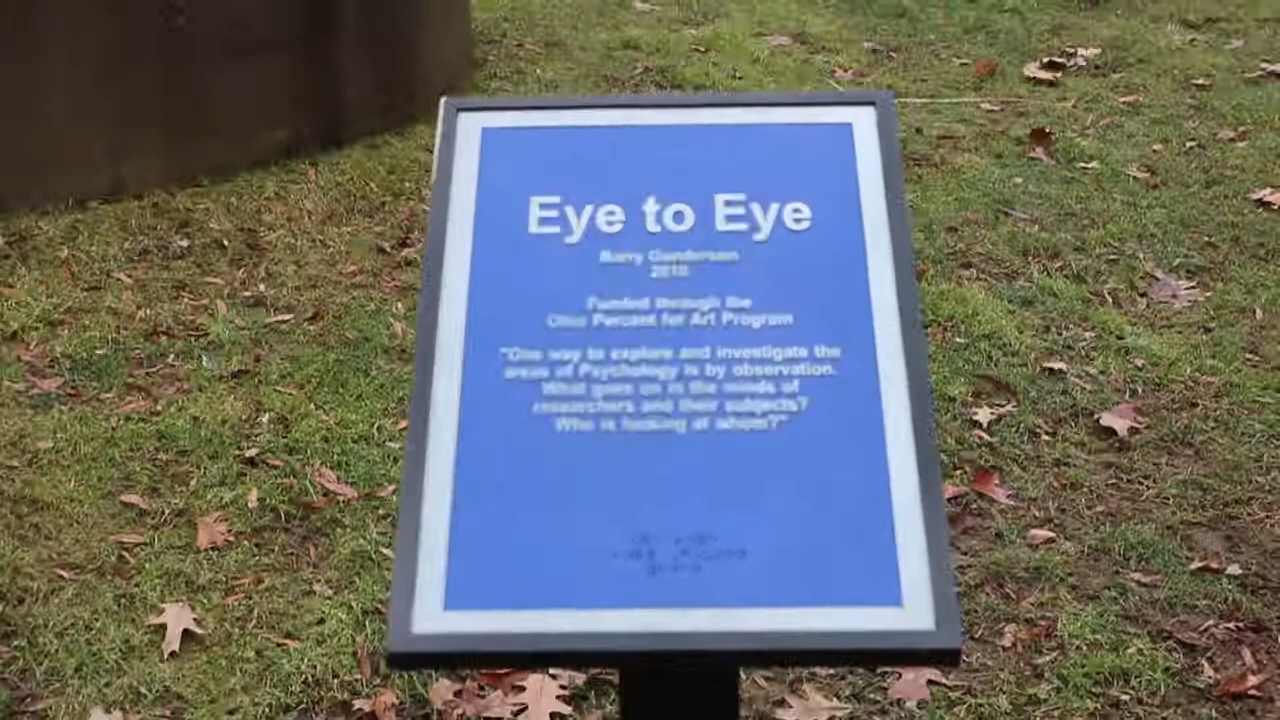 Eye to Eye
Barry Gunderson
2010
Funded through the
Ohio Percent for Art Program
"One way to explore and investigate the
areas of Psychology is by observation.
What goes on in the minds of
researchers and their subjects?
Who is looking at whom?"